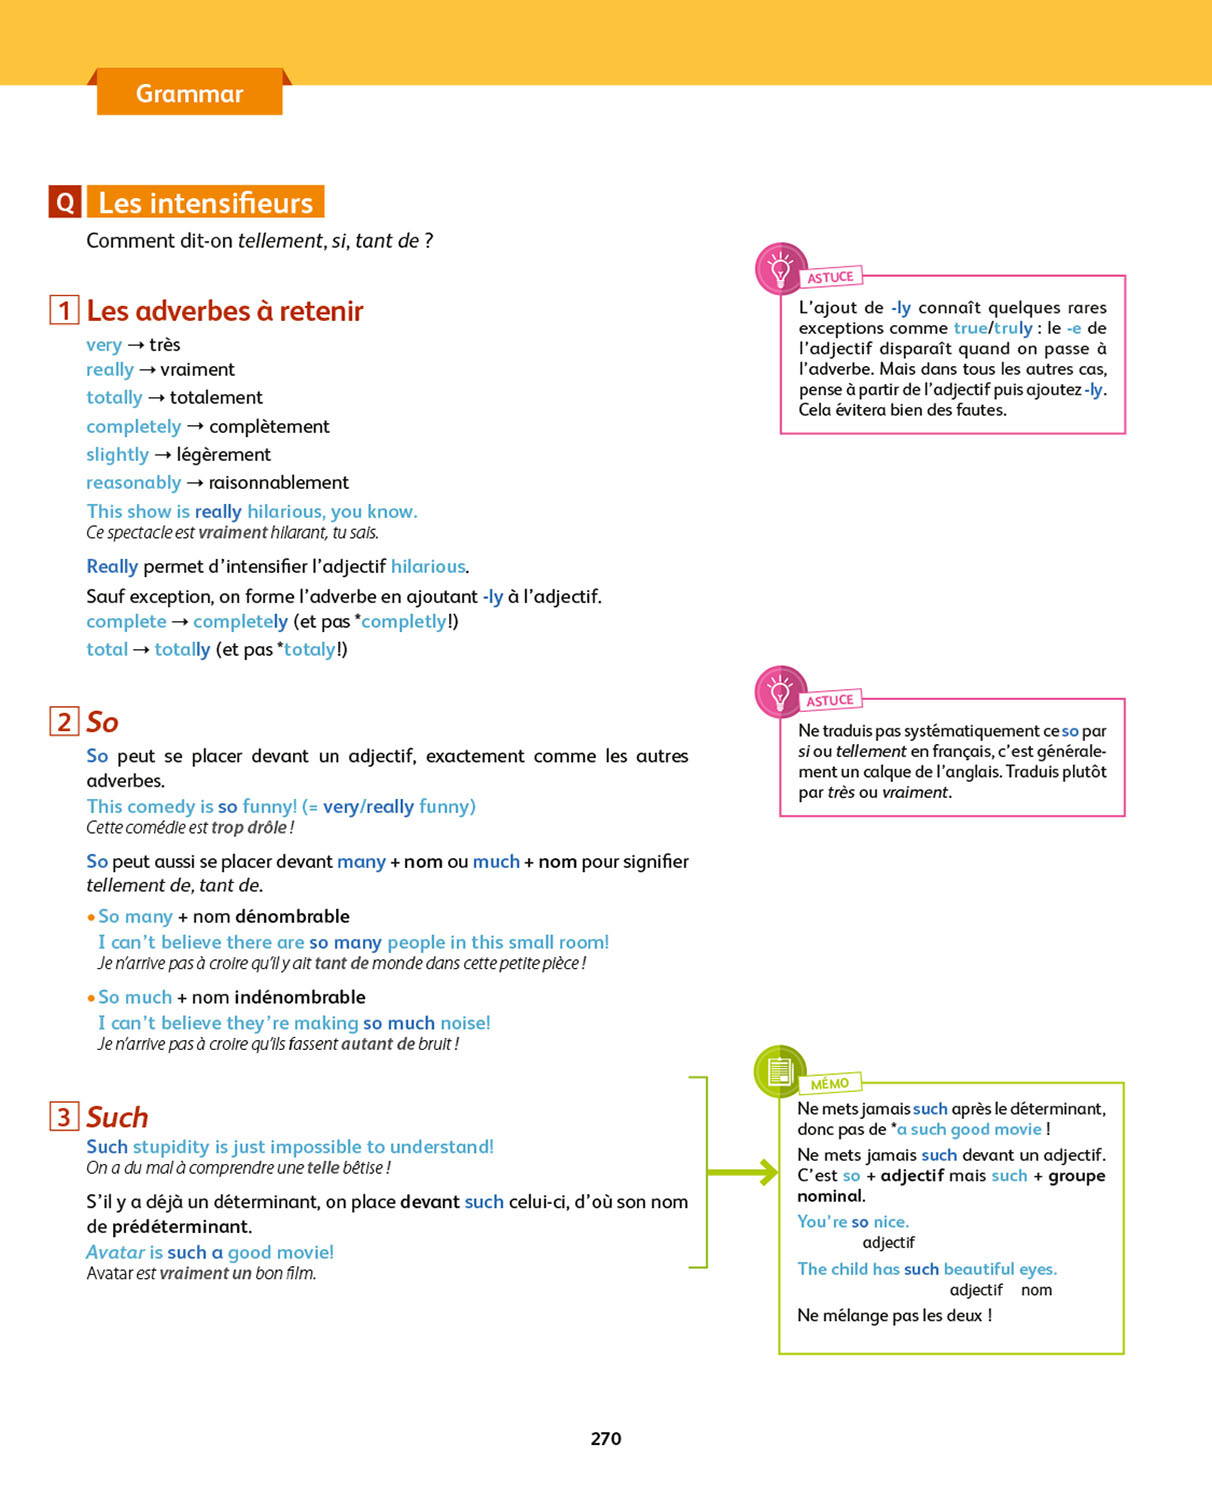 Grammar
Q Les intensifieurs
Comment dit-on tellement, si, tant de ?
1 Les adverbes à retenir
very → très
really → vraiment
totally → totalement
completely → complètement
slightly → légèrement
reasonably → raisonnablement
This show is really hilarious, you know.
Ce spectacle est vraiment hilarant, tu sais.
Really permet d'intensifier l'adjectif hilarious.
Sauf exception, on forme l'adverbe en ajoutant -ly à l'adjectif.
complete → completely (et pas *completly!)
total → totally (et pas *totaly!)
ASTUCE
L'ajout de -ly connaît quelques rares
exceptions comme true/truly : le -e de
l'adjectif disparaît quand on passe à
l'adverbe. Mais dans tous les autres cas,
pense à partir de l'adjectif puis ajoutez -ly.
Cela évitera bien des fautes.
2 So
So peut se placer devant un adjectif, exactement comme les autres
adverbes.
This comedy is so funny! (= very/really funny)
Cette comédie est trop drôle !
So peut aussi se placer devant many + nom ou much + nom pour signifier
tellement de, tant de.
• So many + nom dénombrable
I can't believe there are so many people in this small room!
Je n'arrive pas à croire qu'il y ait tant de monde dans cette petite pièce !
• So much + nom indénombrable
I can't believe they're making so much noise!
Je n'arrive pas à croire qu'ils fassent autant de bruit !
ASTUCE
Ne traduis pas systématiquement ce so par
si ou tellement en français, c'est générale-
ment un calque de l'anglais. Traduis plutôt
par très ou vraiment.
3 Such
Such stupidity is just impossible to understand!
On a du mal à comprendre une telle bêtise !
S'il y a déjà un déterminant, on place devant such celui-ci, d'où son nom
de prédéterminant.
Avatar is such a good movie!
Avatar est vraiment un bon film.
MÉMO
Ne mets jamais such après le déterminant,
donc pas de *a such good movie !
Ne mets jamais such devant un adjectif.
C'est so + adjectif mais such + groupe
nominal.
You're so nice.
adjectif
The child has such beautiful eyes.
adjectif nom
Ne mélange pas les deux !
270